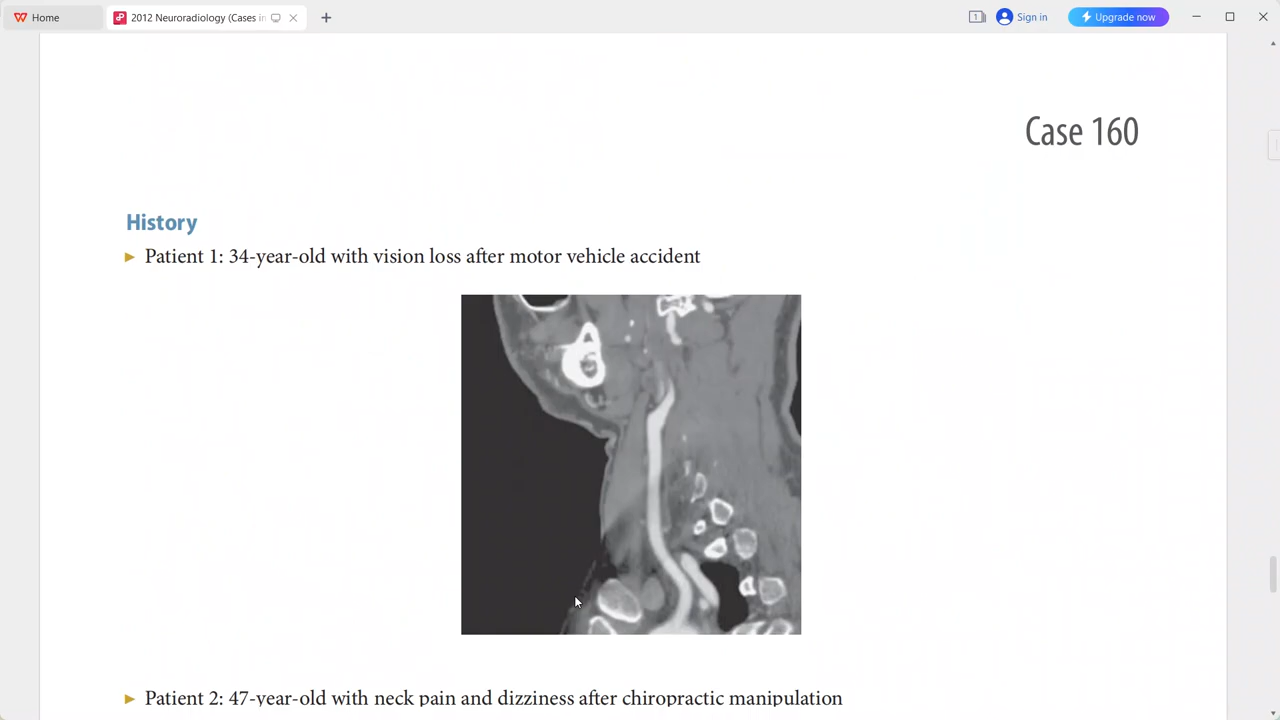 Home
2012 Neuroradiology (Cases in
1
Sign in
Upgrade now
Case 160
History
► Patient 1: 34-year-old with vision loss after motor vehicle accident
► Patient 2: 47-year-old with neck pain and dizziness after chiropractic manipulation